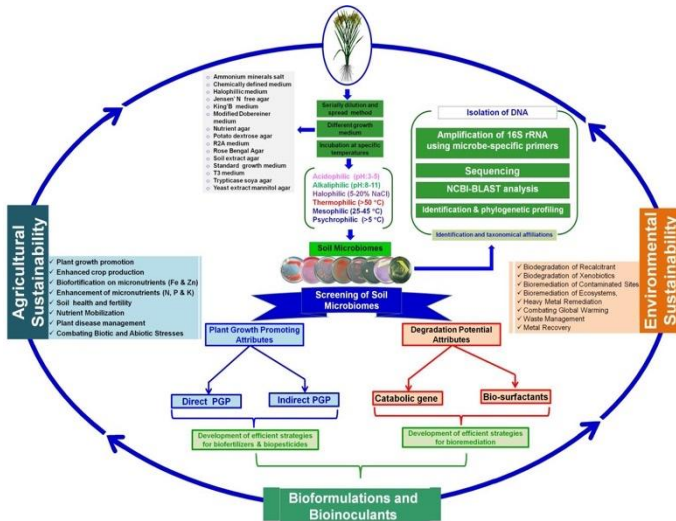 Ammonium minerals salt
Chemically defined medium
Halophillic medium
Jensen' N free agar
King'B medium
Modified Dobereiner
medium
Nutrient agar
Potato dextrose agar
R2A medium
Rose Bengal Agar
Soil extract agar
Standard growth medium
T3 medium
Trypticase soya agar
Yeast extract mannitol agar
Serially dilution and
spread method
Different growth
medium
Incubation at specific
temperatures
Acidophilic (pH:3-5)
Alkaliphilic (pH:8-11)
Halophilic (5-20% NaCl)
Thermophilic (>50 °C)
Mesophilic (25-45 °C)
Psychrophilic (>5 °C)
Soil Microbiomes
Isolation of DNA
Amplification of 16S rRNA
using microbe-specific primers
Sequencing
NCBI-BLAST analysis
Identification & phylogenetic profiling
Identification and taxonomical affiliations
Agricultural
Sustainability
✓ Plant growth promotion
✓ Enhanced crop production
✓ Biofortification on micronutrients (Fe & Zn)
✓ Enhancement of micronutrients (N, P & K)
✓ Soil health and fertility
✓ Nutrient Mobilization
✓ Plant disease management
✓ Combating Biotic and Abiotic Stresses
Environmental
Sustainability
✓ Biodegradation of Recalcitrant
✓ Biodegradation of Xenobiotics
✓ Bioremediation of Contaminated Sites
✓ Bioremediation of Ecosystems,
✓ Heavy Metal Remediation
✓ Combating Global Warming
✓ Waste Management
✓ Metal Recovery
Screening of Soil
Microbiomes
Plant Growth Promoting
Attributes
Degradation Potential
Attributes
Direct PGP
Indirect PGP
Catabolic gene
Bio-surfactants
Development of efficient strategies
for biofertilizers & biopesticides
Development of efficient strategies
for bioremediation
Bioformulations and
Bioinoculants